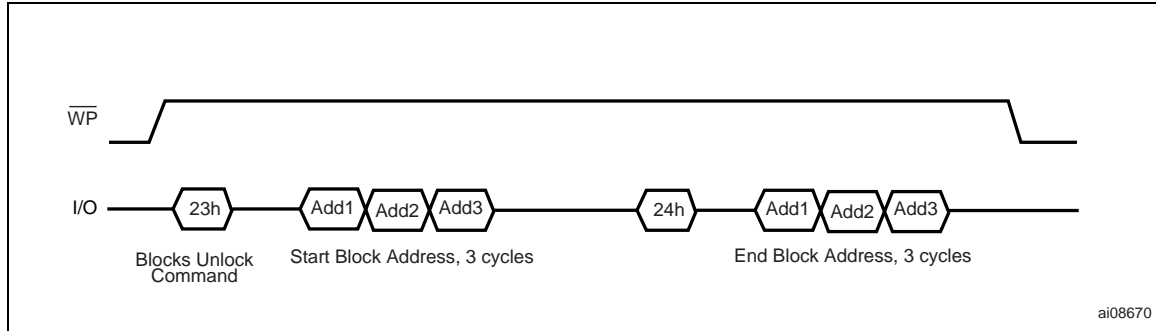 WP
I/O
23h
Add1
Add2
Add3
24h
Add1
Add2
Add3
Blocks Unlock
Command
Start Block Address, 3 cycles
End Block Address, 3 cycles
ai08670